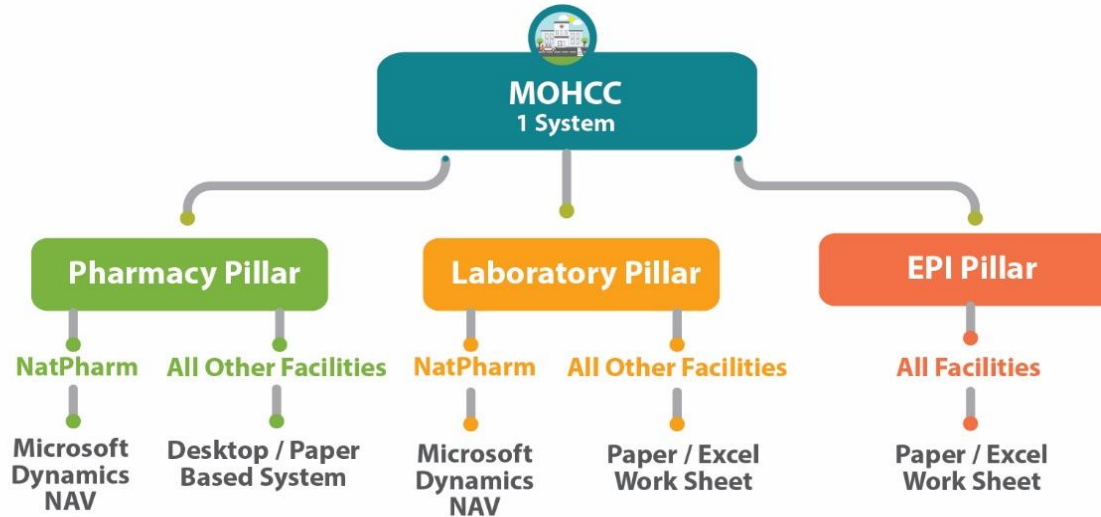 MOHCC
1 System
Pharmacy Pillar
Laboratory Pillar
EPI Pillar
NatPharm
All Other Facilities
NatPharm
All Other Facilities
All Facilities
Microsoft
Dynamics
NAV
Desktop / Paper
Based System
Microsoft
Dynamics
NAV
Paper / Excel
Work Sheet
Paper / Excel
Work Sheet